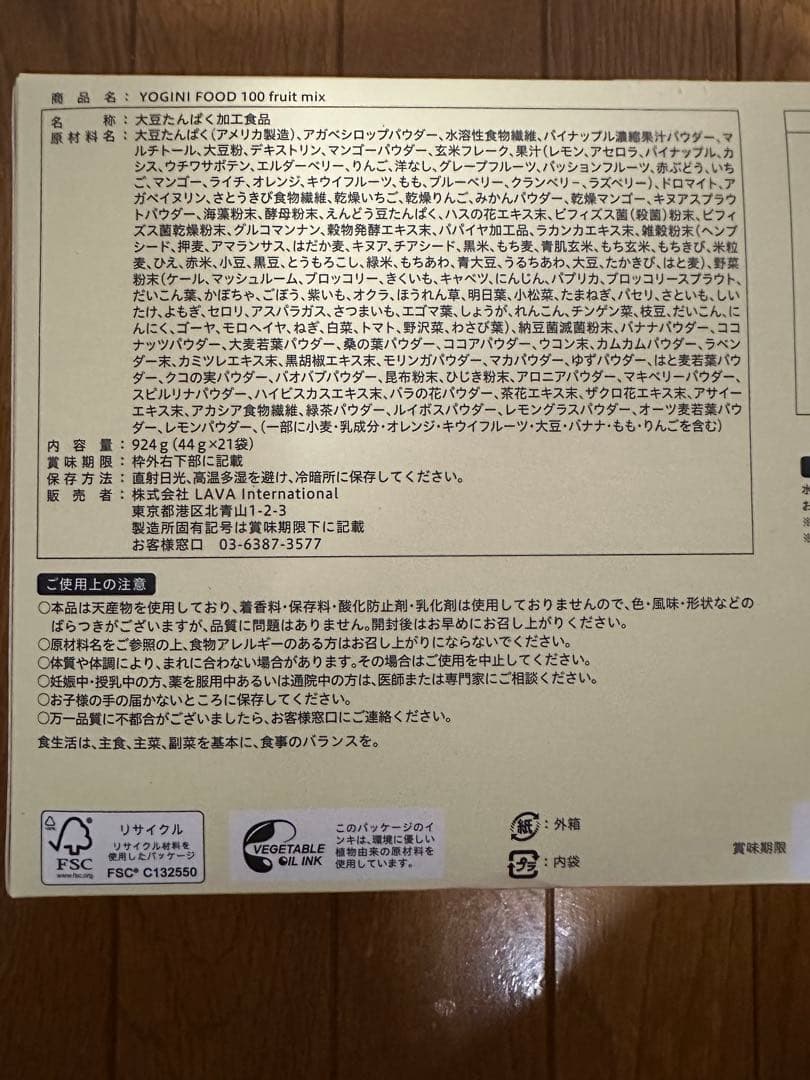 商品名：YOGINI FOOD 100 fruit mix
名称：大豆たんぱく加工食品
原材料名：大豆たんぱく(アメリカ製造)、アガベシロップパウダー、水溶性食物繊維、パイナップル濃縮果汁パウダー、マ
ルチトール、大豆粉、デキストリン、マンゴーパウダー、玄米フレーク、果汁(レモン、アセロラ、パイナップル、カ
シス、ウチワサボテン、エルダーベリー、りんご、洋なし、グレープフルーツ、パッションフルーツ、赤ぶどう、いち
ご、マンゴー、ライチ、オレンジ、キウイフルーツ、もも、ブルーベリー、クランベリー、ラズベリー)、ドロマイト、ア
ガベイヌリン、さとうきび食物繊維、乾燥いちご、乾燥りんご、みかんパウダー、乾燥マンゴー、キヌアスプラウ
トパウダー、海藻粉末、酵母粉末、えんどう豆たんぱく、ハスの花エキス末、ビフィズス菌(殺菌)粉末、ビフィ
ズス菌乾燥粉末、グルコマンナン、穀物発酵エキス末、パパイヤ加工品、ラカンカエキス末、雑穀粉末(ヘンプ
シード、押麦、アマランサス、はだか麦、キヌア、チアシード、黒米、もち麦、青肌玄米、もち玄米、もちきび、米粒
麦、ひえ、赤米、小豆、黒豆、とうもろこし、緑米、もちあわ、青大豆、うるちあわ、大豆、たかきび、はと麦)、野菜
粉末(ケール、マッシュルーム、ブロッコリー、きくいも、キャベツ、にんじん、パプリカ、ブロッコリースプラウト、
だいこん葉、かぼちゃ、ごぼう、紫いも、オクラ、ほうれん草、明日葉、小松菜、たまねぎ、パセリ、さといも、しい
たけ、よもぎ、セロリ、アスパラガス、さつまいも、エゴマ葉、しょうが、れんこん、チンゲン菜、枝豆、だいこん、に
んにく、ゴーヤ、モロヘイヤ、ねぎ、白菜、トマト、野沢菜、わさび葉)、納豆菌滅菌粉末、バナナパウダー、ココ
ナッツパウダー、大麦若葉パウダー、桑の葉パウダー、ココアパウダー、ウコン末、カムカムパウダー、ラベン
ダー末、カミツレエキス末、黒胡椒エキス末、モリンガパウダー、マカパウダー、ゆずパウダー、はと麦若葉パウ
ダー、クコの実パウダー、バオバブパウダー、昆布粉末、ひじき粉末、アロニアパウダー、マキベリーパウダー、
スピルリナパウダー、ハイビスカスエキス末、バラの花パウダー、茶花エキス末、ザクロ花エキス末、アサイー
エキス末、アカシア食物繊維、緑茶パウダー、ルイボスパウダー、レモングラスパウダー、オーツ麦若葉パウ
ダー、レモンパウダー、(一部に小麦・乳成分・オレンジ・キウイフルーツ・大豆・バナナ・もも・りんごを含む)
内容量：924g(44g×21袋)
賞味期限：枠外右下部に記載
保存方法：直射日光、高温多湿を避け、冷暗所に保存してください。
販売者：株式会社 LAVA International
東京都港区北青山1-2-3
製造所固有記号は賞味期限下に記載
お客様窓口 03-6387-3577
ご使用上の注意
○本品は天産物を使用しており、着香料・保存料・酸化防止剤・乳化剤は使用しておりませんので、色・風味・形状などの
ばらつきがございますが、品質に問題はありません。開封後はお早めにお召し上がりください。
○原材料名をご参照の上、食物アレルギーのある方はお召し上がりにならないでください。
○体質や体調により、まれに合わない場合があります。その場合はご使用を中止してください。
○妊娠中・授乳中の方、薬を服用中あるいは通院中の方は、医師または専門家にご相談ください。
○お子様の手の届かないところに保存してください。
○万一品質に不都合がございましたら、お客様窓口にご連絡ください。
食生活は、主食、主菜、副菜を基本に、食事のバランスを。
リサイクル
リサイクル材料を
使用したパッケージ
FSC
www.fsc.org
FSC® C132550
VEGETABLE
OIL INK
このパッケージのイ
ンキは、環境に優しい
植物由来の原材料を
使用しています。
紙：外箱
プラ：内袋
賞味期限
水
お
※
※